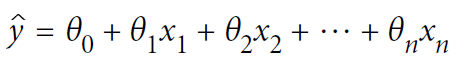 ŷ = θ₀ + θ₁x₁ + θ₂x₂ + ⋯ + θₙxₙ